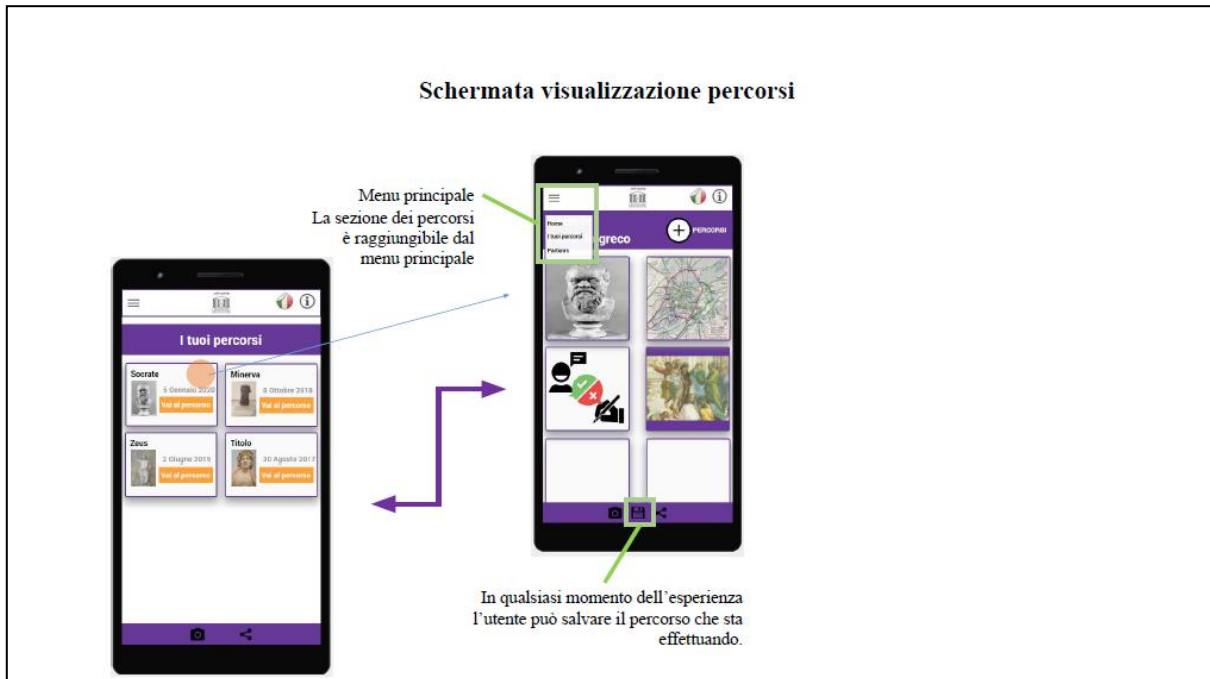 Schermata visualizzazione percorsi
Menu principale
La sezione dei percorsi
è raggiungibile dal
menu principale
Home
I tuoi percorsi
Partners
greco
PERCORSI
I tuoi percorsi
Socrate
5 Gennaio 2020
Vai al percorso
Minerva
8 Ottobre 2018
Vai al percorso
Zeus
2 Giugno 2019
Vai al percorso
Titolo
30 Agosto 2017
Vai al percorso
In qualsiasi momento dell’esperienza
l’utente può salvare il percorso che sta
effettuando.